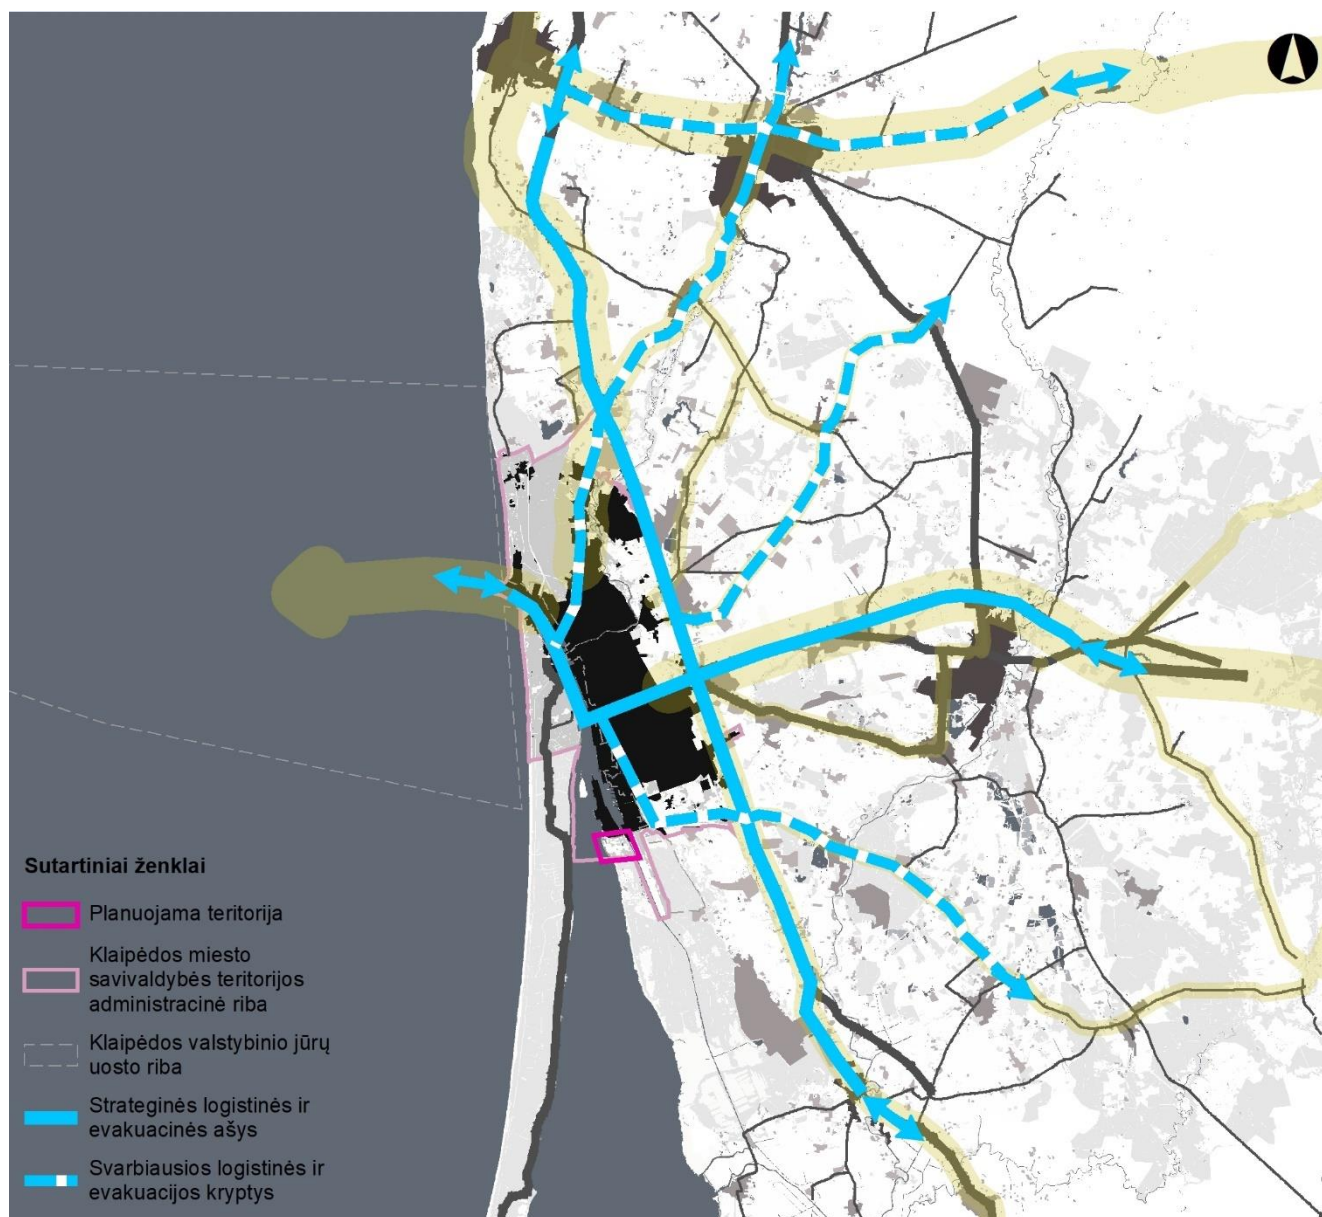 Sutartiniai ženklai
Planuojama teritorija
Klaipėdos miesto
savivaldybės teritorijos
administracinė riba
Klaipėdos valstybinio jūrų
uosto riba
Strateginės logistinės ir
evakuacinės ašys
Svarbiausios logistinės ir
evakuacijos kryptys